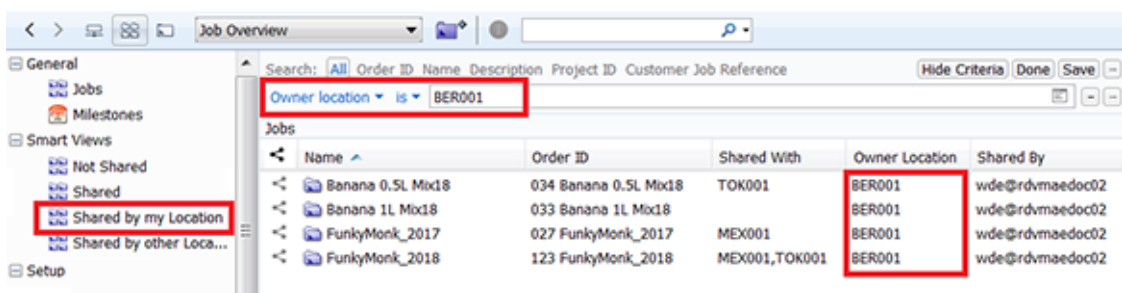 Job Overview
General
Jobs
Milestones
Smart Views
Not Shared
Shared
Shared by my Location
Shared by other Loca...
Setup
Search: All Order ID Name Description Project ID Customer Job Reference Hide Criteria Done Save
Owner location is BER001
Jobs
Name Order ID Shared With Owner Location Shared By
Banana 0.5L Mix18 034 Banana 0.5L Mix18 TOK001 BER001 wde@rdvmaedoc02
Banana 1L Mix18 033 Banana 1L Mix18 BER001 wde@rdvmaedoc02
FunkyMonk_2017 027 FunkyMonk_2017 MEX001 BER001 wde@rdvmaedoc02
FunkyMonk_2018 123 FunkyMonk_2018 MEX001,TOK001 BER001 wde@rdvmaedoc02